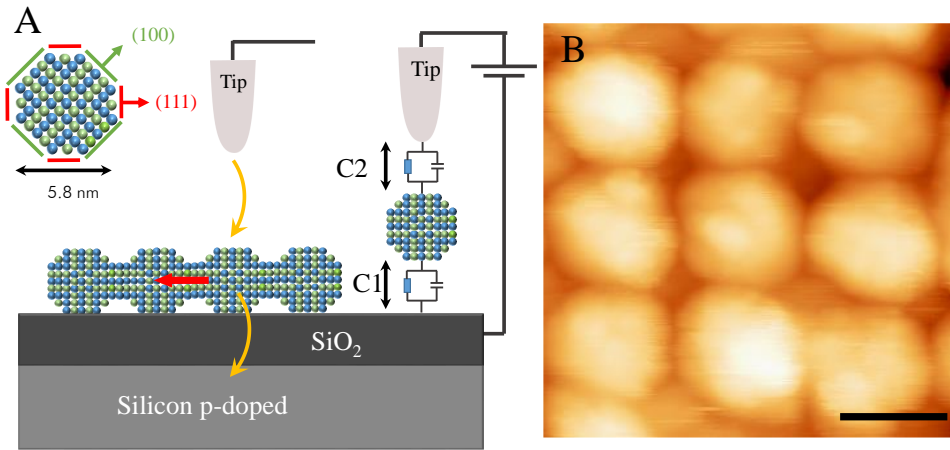 A
(100)
(111)
5.8 nm
Tip
Tip
C2
C1
SiO₂
Silicon p-doped
B